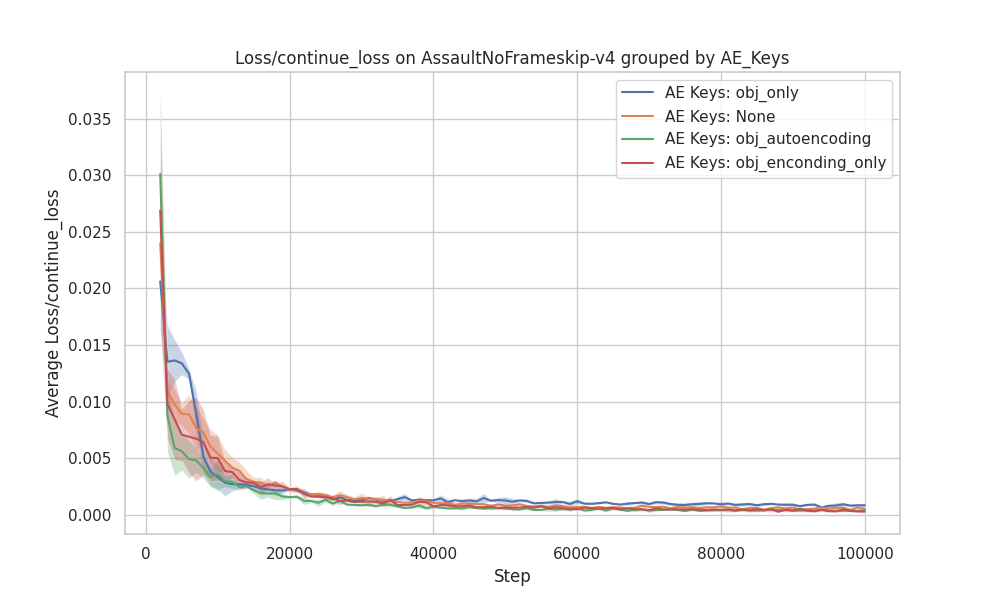 Loss/continue_loss on AssaultNoFrameskip-v4 grouped by AE_Keys
AE Keys: obj_only
AE Keys: None
AE Keys: obj_autoencoding
AE Keys: obj_enconding_only
Average Loss/continue_loss
0.035
0.030
0.025
0.020
0.015
0.010
0.005
0.000
0
20000
40000
60000
80000
100000
Step